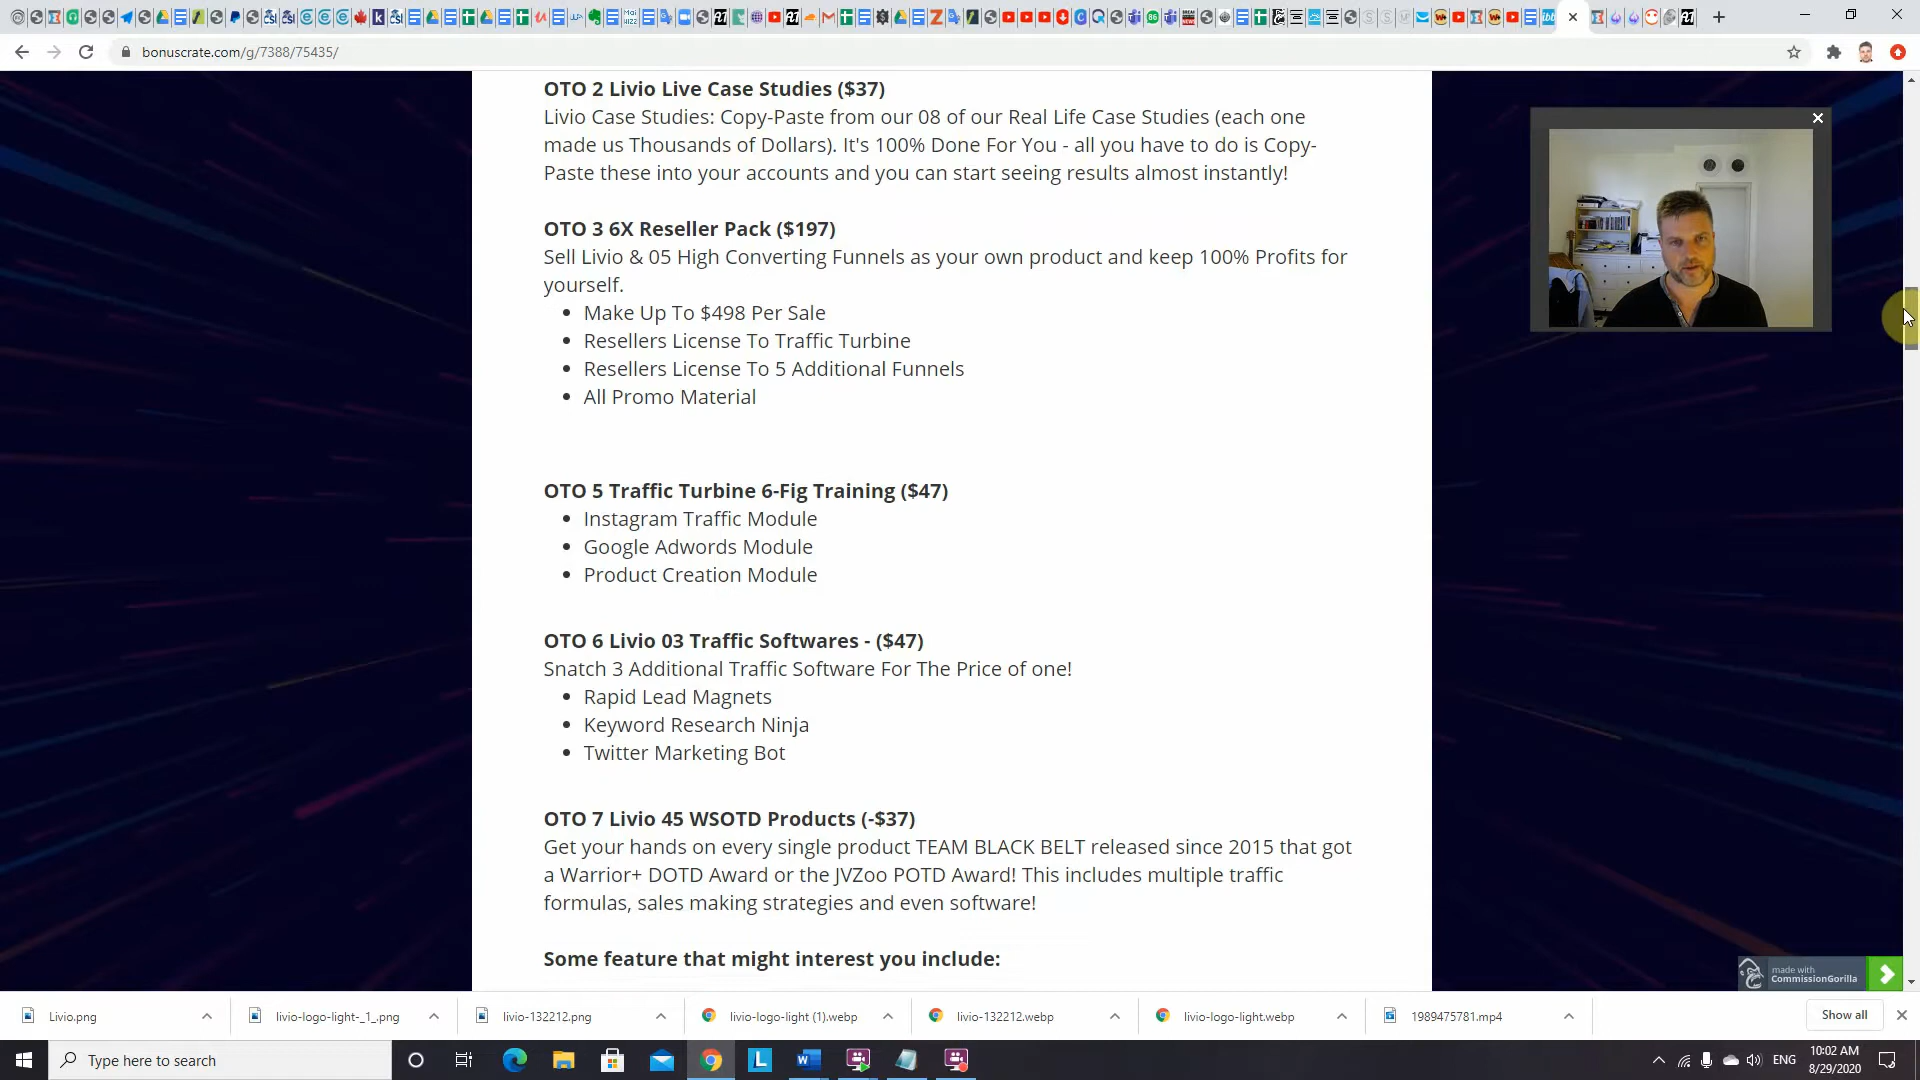 bonuscrate.com/g/7388/75435/
OTO 2 Livio Live Case Studies ($37)
Livio Case Studies: Copy-Paste from our 08 of our Real Life Case Studies (each one
made us Thousands of Dollars). It's 100% Done For You - all you have to do is Copy-
Paste these into your accounts and you can start seeing results almost instantly!
OTO 3 6X Reseller Pack ($197)
Sell Livio & 05 High Converting Funnels as your own product and keep 100% Profits for
yourself.
Make Up To $498 Per Sale
Resellers License To Traffic Turbine
Resellers License To 5 Additional Funnels
All Promo Material
OTO 5 Traffic Turbine 6-Fig Training ($47)
Instagram Traffic Module
Google Adwords Module
Product Creation Module
OTO 6 Livio 03 Traffic Softwares - ($47)
Snatch 3 Additional Traffic Software For The Price of one!
Rapid Lead Magnets
Keyword Research Ninja
Twitter Marketing Bot
OTO 7 Livio 45 WSOTD Products (-$37)
Get your hands on every single product TEAM BLACK BELT released since 2015 that got
a Warrior+ DOTD Award or the JVZoo POTD Award! This includes multiple traffic
formulas, sales making strategies and even software!
Some feature that might interest you include:
made with
CommissionGorilla
Livio.png
livio-logo-light-_1_.png
livio-132212.png
livio-logo-light (1).webp
livio-132212.webp
livio-logo-light.webp
1989475781.mp4
Show all
Type here to search
ENG
10:02 AM
8/29/2020